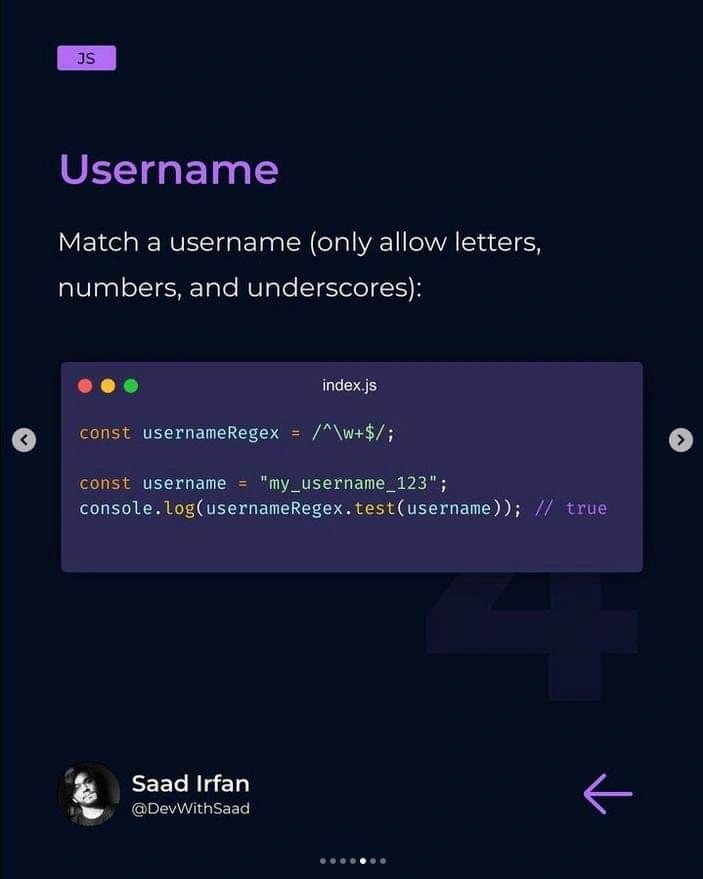 JS
Username
Match a username (only allow letters,
numbers, and underscores):
index.js
const usernameRegex = /^\w+$/;
const username = "my_username_123";
console.log(usernameRegex.test(username)); // true
4
Saad Irfan
@DevWithSaad